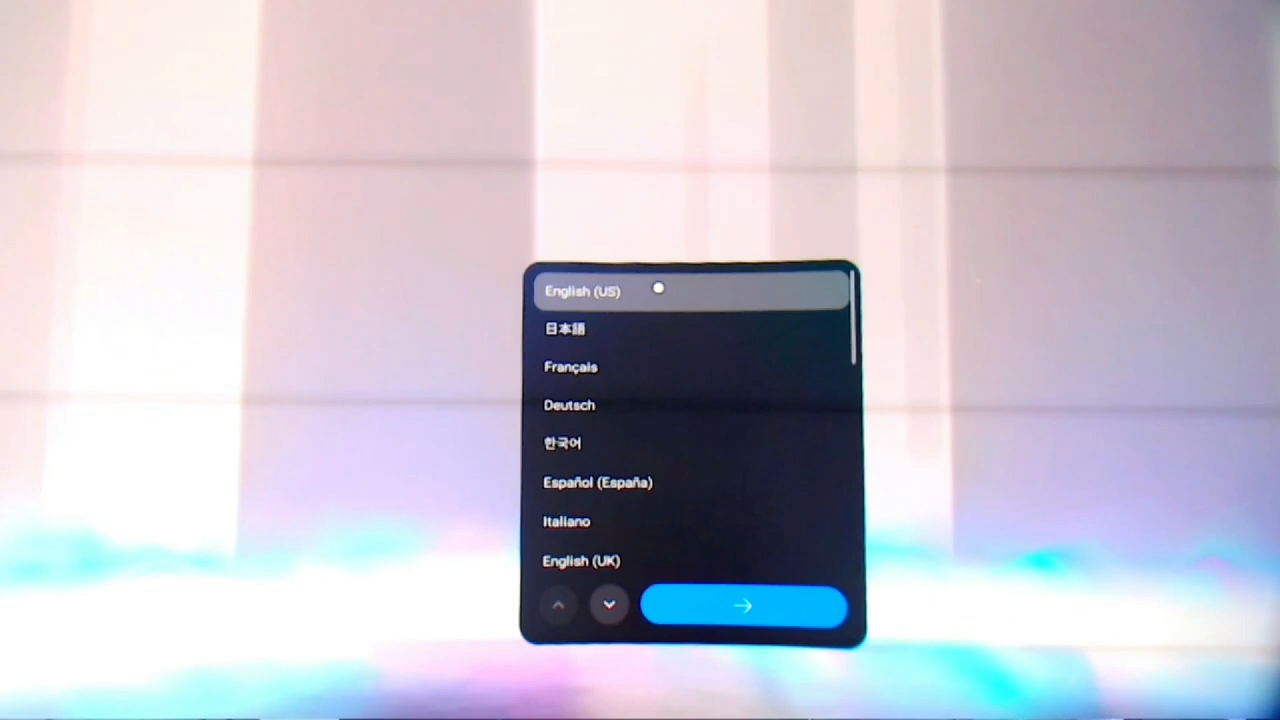 English (US)
日本語
Français
Deutsch
한국어
Español (España)
Italiano
English (UK)